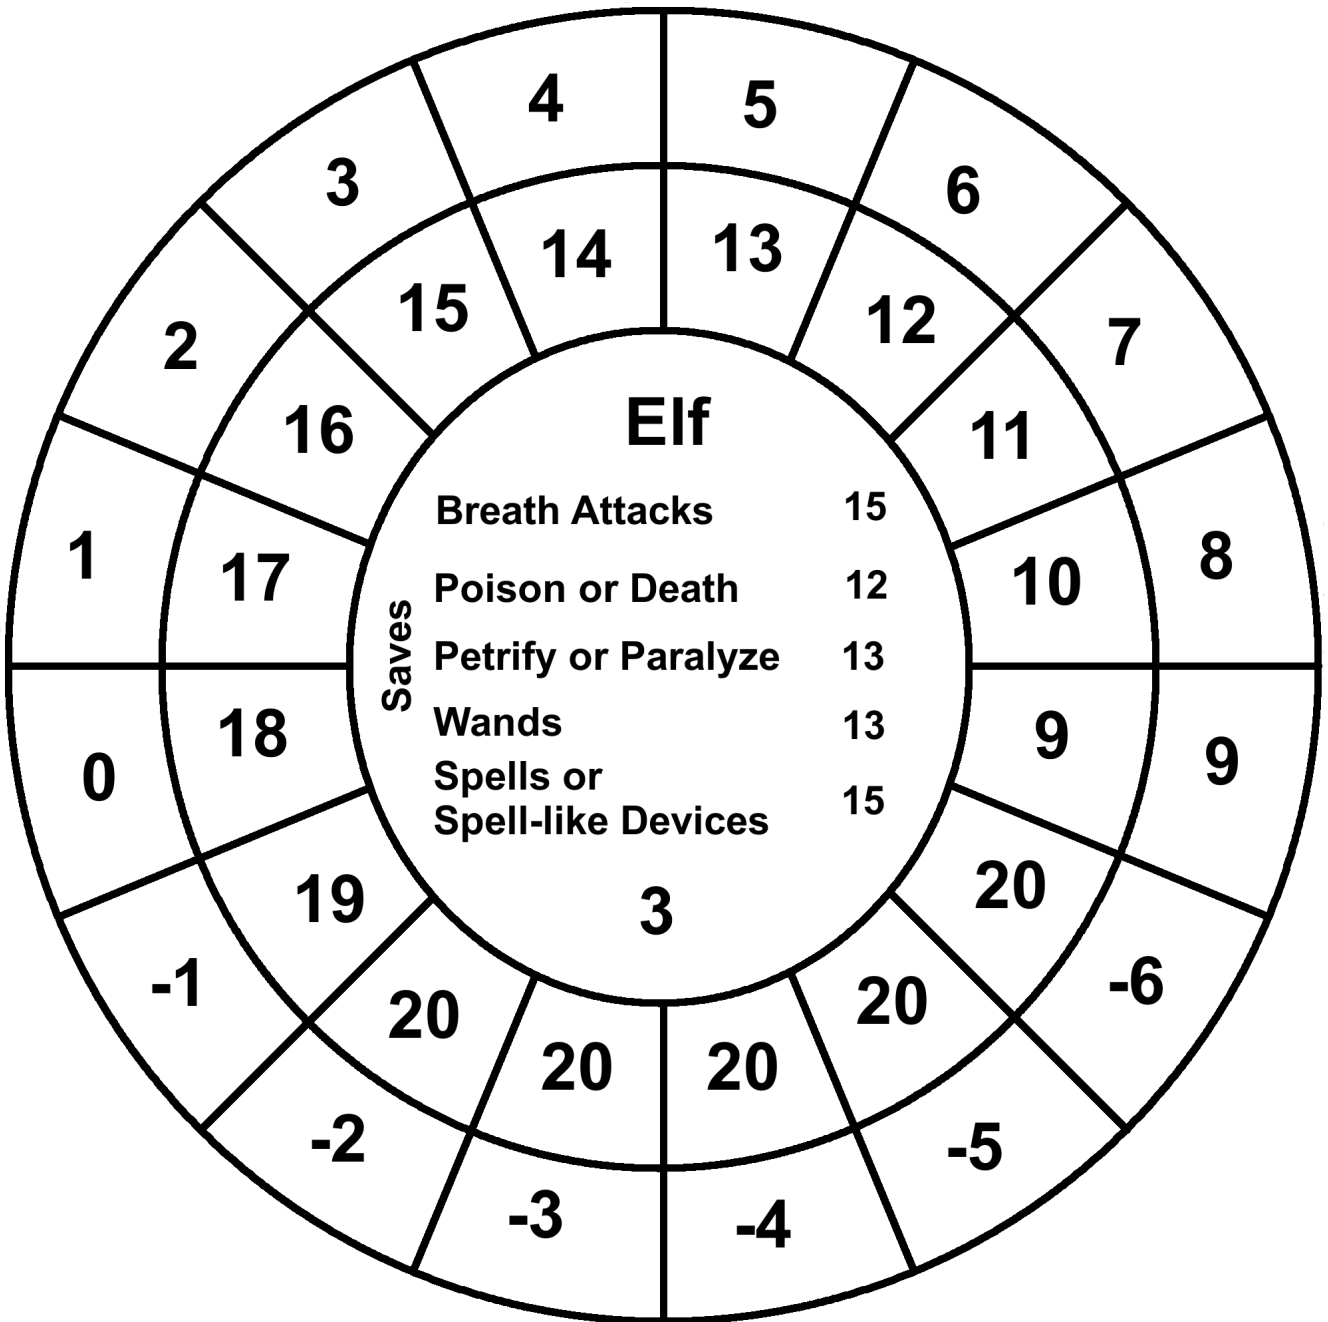 4 5
3 6
14 13
15 12
2 7
16 11
Elf
Breath Attacks 15
1 17 10 8
Poison or Death 12
Saves
Petrify or Paralyze 13
Wands 13
0 18 9 9
Spells or
Spell-like Devices 15
19 20
3
-1 -6
20 20
20 20
-2 -5
-3 -4